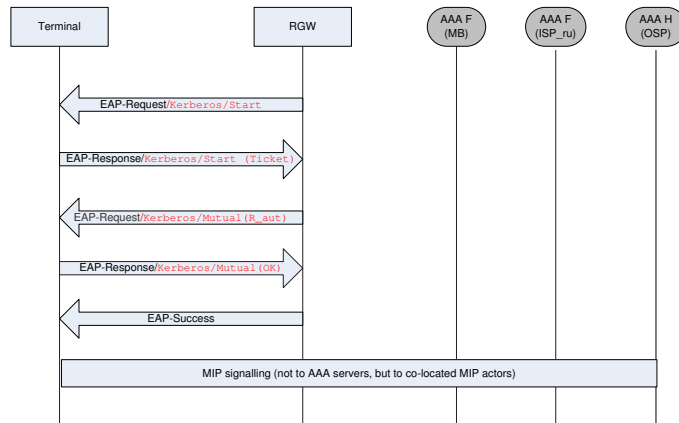 Terminal
RGW
AAA F
(MB)
AAA F
(ISP_ru)
AAA H
(OSP)
EAP-Request/Kerberos/Start
EAP-Response/Kerberos/Start (Ticket)
EAP-Request/Kerberos/Mutual(R_aut)
EAP-Response/Kerberos/Mutual(OK)
EAP-Success
MIP signalling (not to AAA servers, but to co-located MIP actors)